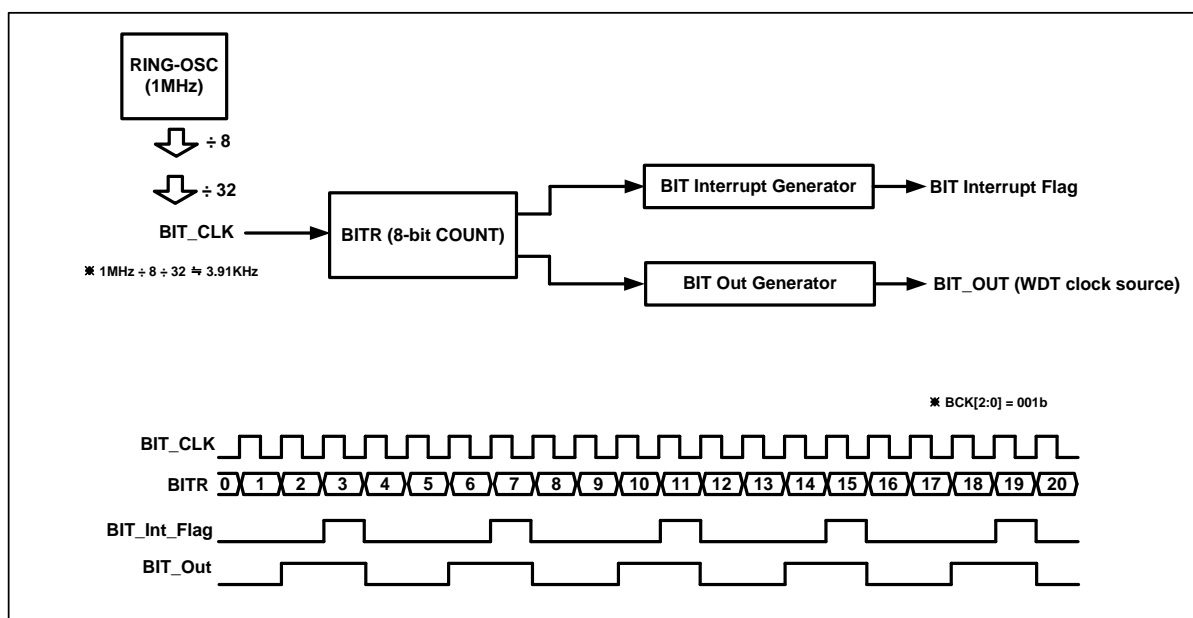 RING-OSC
(1MHz)
÷ 8
÷ 32
BIT_CLK
BITR (8-bit COUNT)
BIT Interrupt Generator
BIT Interrupt Flag
※ 1MHz ÷ 8 ÷ 32 ≒ 3.91KHz
BIT Out Generator
BIT_OUT (WDT clock source)
※ BCK[2:0] = 001b
BIT_CLK
BITR 0 1 2 3 4 5 6 7 8 9 10 11 12 13 14 15 16 17 18 19 20
BIT_Int_Flag
BIT_Out